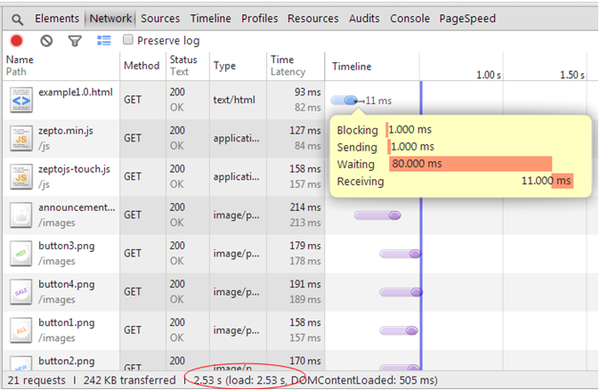 Elements Network Sources Timeline Profiles Resources Audits Console PageSpeed
Preserve log
Name Path Method Status Text Type Time Latency Timeline
1.00 s 1.50 s
example1.0.html GET 200 OK text/html 93 ms 82 ms 11 ms
zepto.min.js /js GET 200 OK applicati... 127 ms 84 ms
zeptojs-touch.js /js GET 200 OK applicati... 158 ms 157 ms
announcement... /images GET 200 OK image/p... 214 ms 213 ms
button3.png /images GET 200 OK image/p... 179 ms 178 ms
button4.png /images GET 200 OK image/p... 191 ms 189 ms
button1.png /images GET 200 OK image/p... 158 ms 157 ms
button2.png GET 200 image/p... 170 ms
Blocking 1.000 ms
Sending 1.000 ms
Waiting 80.000 ms
Receiving 11.000 ms
21 requests | 242 KB transferred | 2.53 s (load: 2.53 s, DOMContentLoaded: 505 ms)